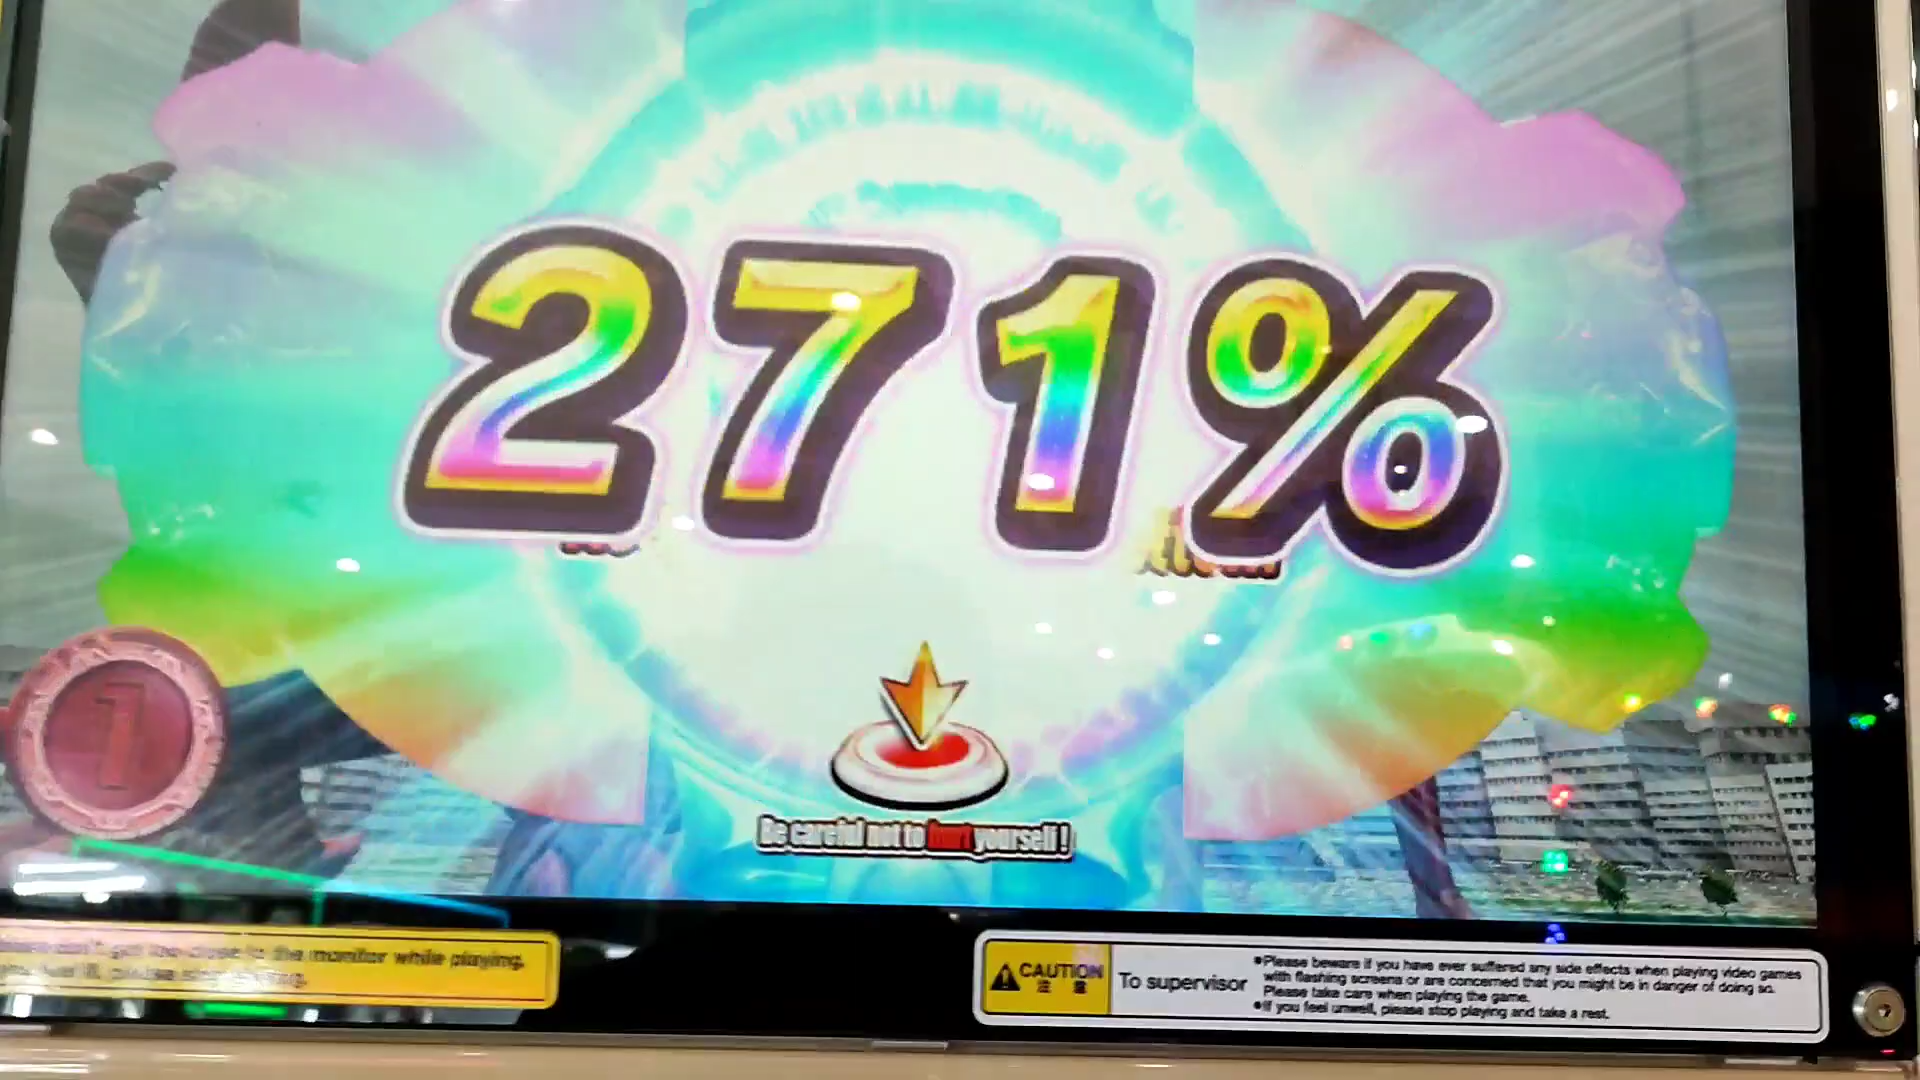 271%
1
Be careful not to hurt yourself !
to the monitor while playing.
CAUTION
注 意
To supervisor
•Please beware if you have ever suffered any side effects when playing video games
with flashing screens or are concerned that you might be in danger of doing so.
Please take care when playing the game.
•If you feel unwell, please stop playing and take a rest.